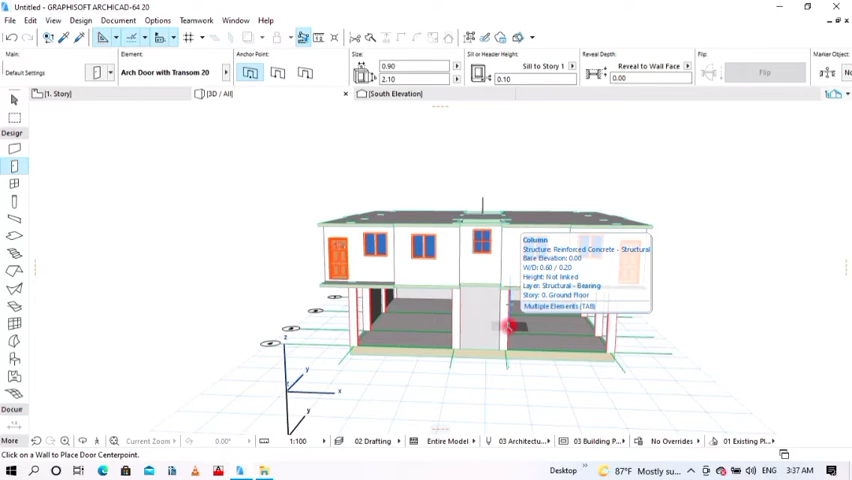 Untitled - GRAPHISOFT ARCHICAD-64 20
File Edit View Design Document Options Teamwork Window Help
Main:
Default Settings
Element:
Arch Door with Transom 20
Anchor Point:
Size:
0.90
2.10
Sill or Header Height:
Sill to Story 1
0.10
Reveal Depth:
Reveal to Wall Face
0.00
Flip:
Flip
Marker Object:
[1. Story]
[3D / All]
[South Elevation]
Design
Column
Structure: Reinforced Concrete - Structural
Base Elevation: 0.00
W/D: 0.60 / 0.20
Height: Not linked
Layer: Structural - Bearing
Story: 0. Ground Floor
Multiple Elements (TAB)
z
y
x
y
Docur
More
Current Zoom
0.00°
1:100
02 Drafting
Entire Model
03 Architectu...
03 Building P...
No Overrides
01 Existing Pl...
Click on a Wall to Place Door Centerpoint.
Desktop
87°F Mostly su...
ENG
3:37 AM